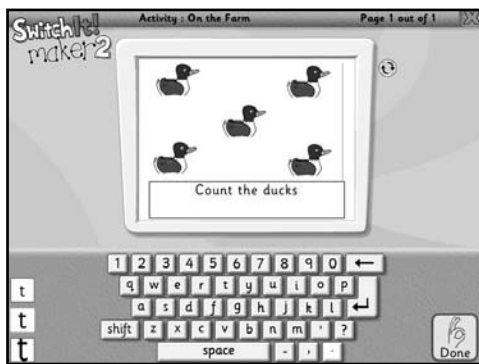 SwitchIt!
maker2
Activity : On the Farm
Page 1 out of 1
Count the ducks
1 2 3 4 5 6 7 8 9 0
q w e r t y u i o p
a s d f g h j k l
shift z x c v b n m ' ?
space - , .
t
t
t
Done